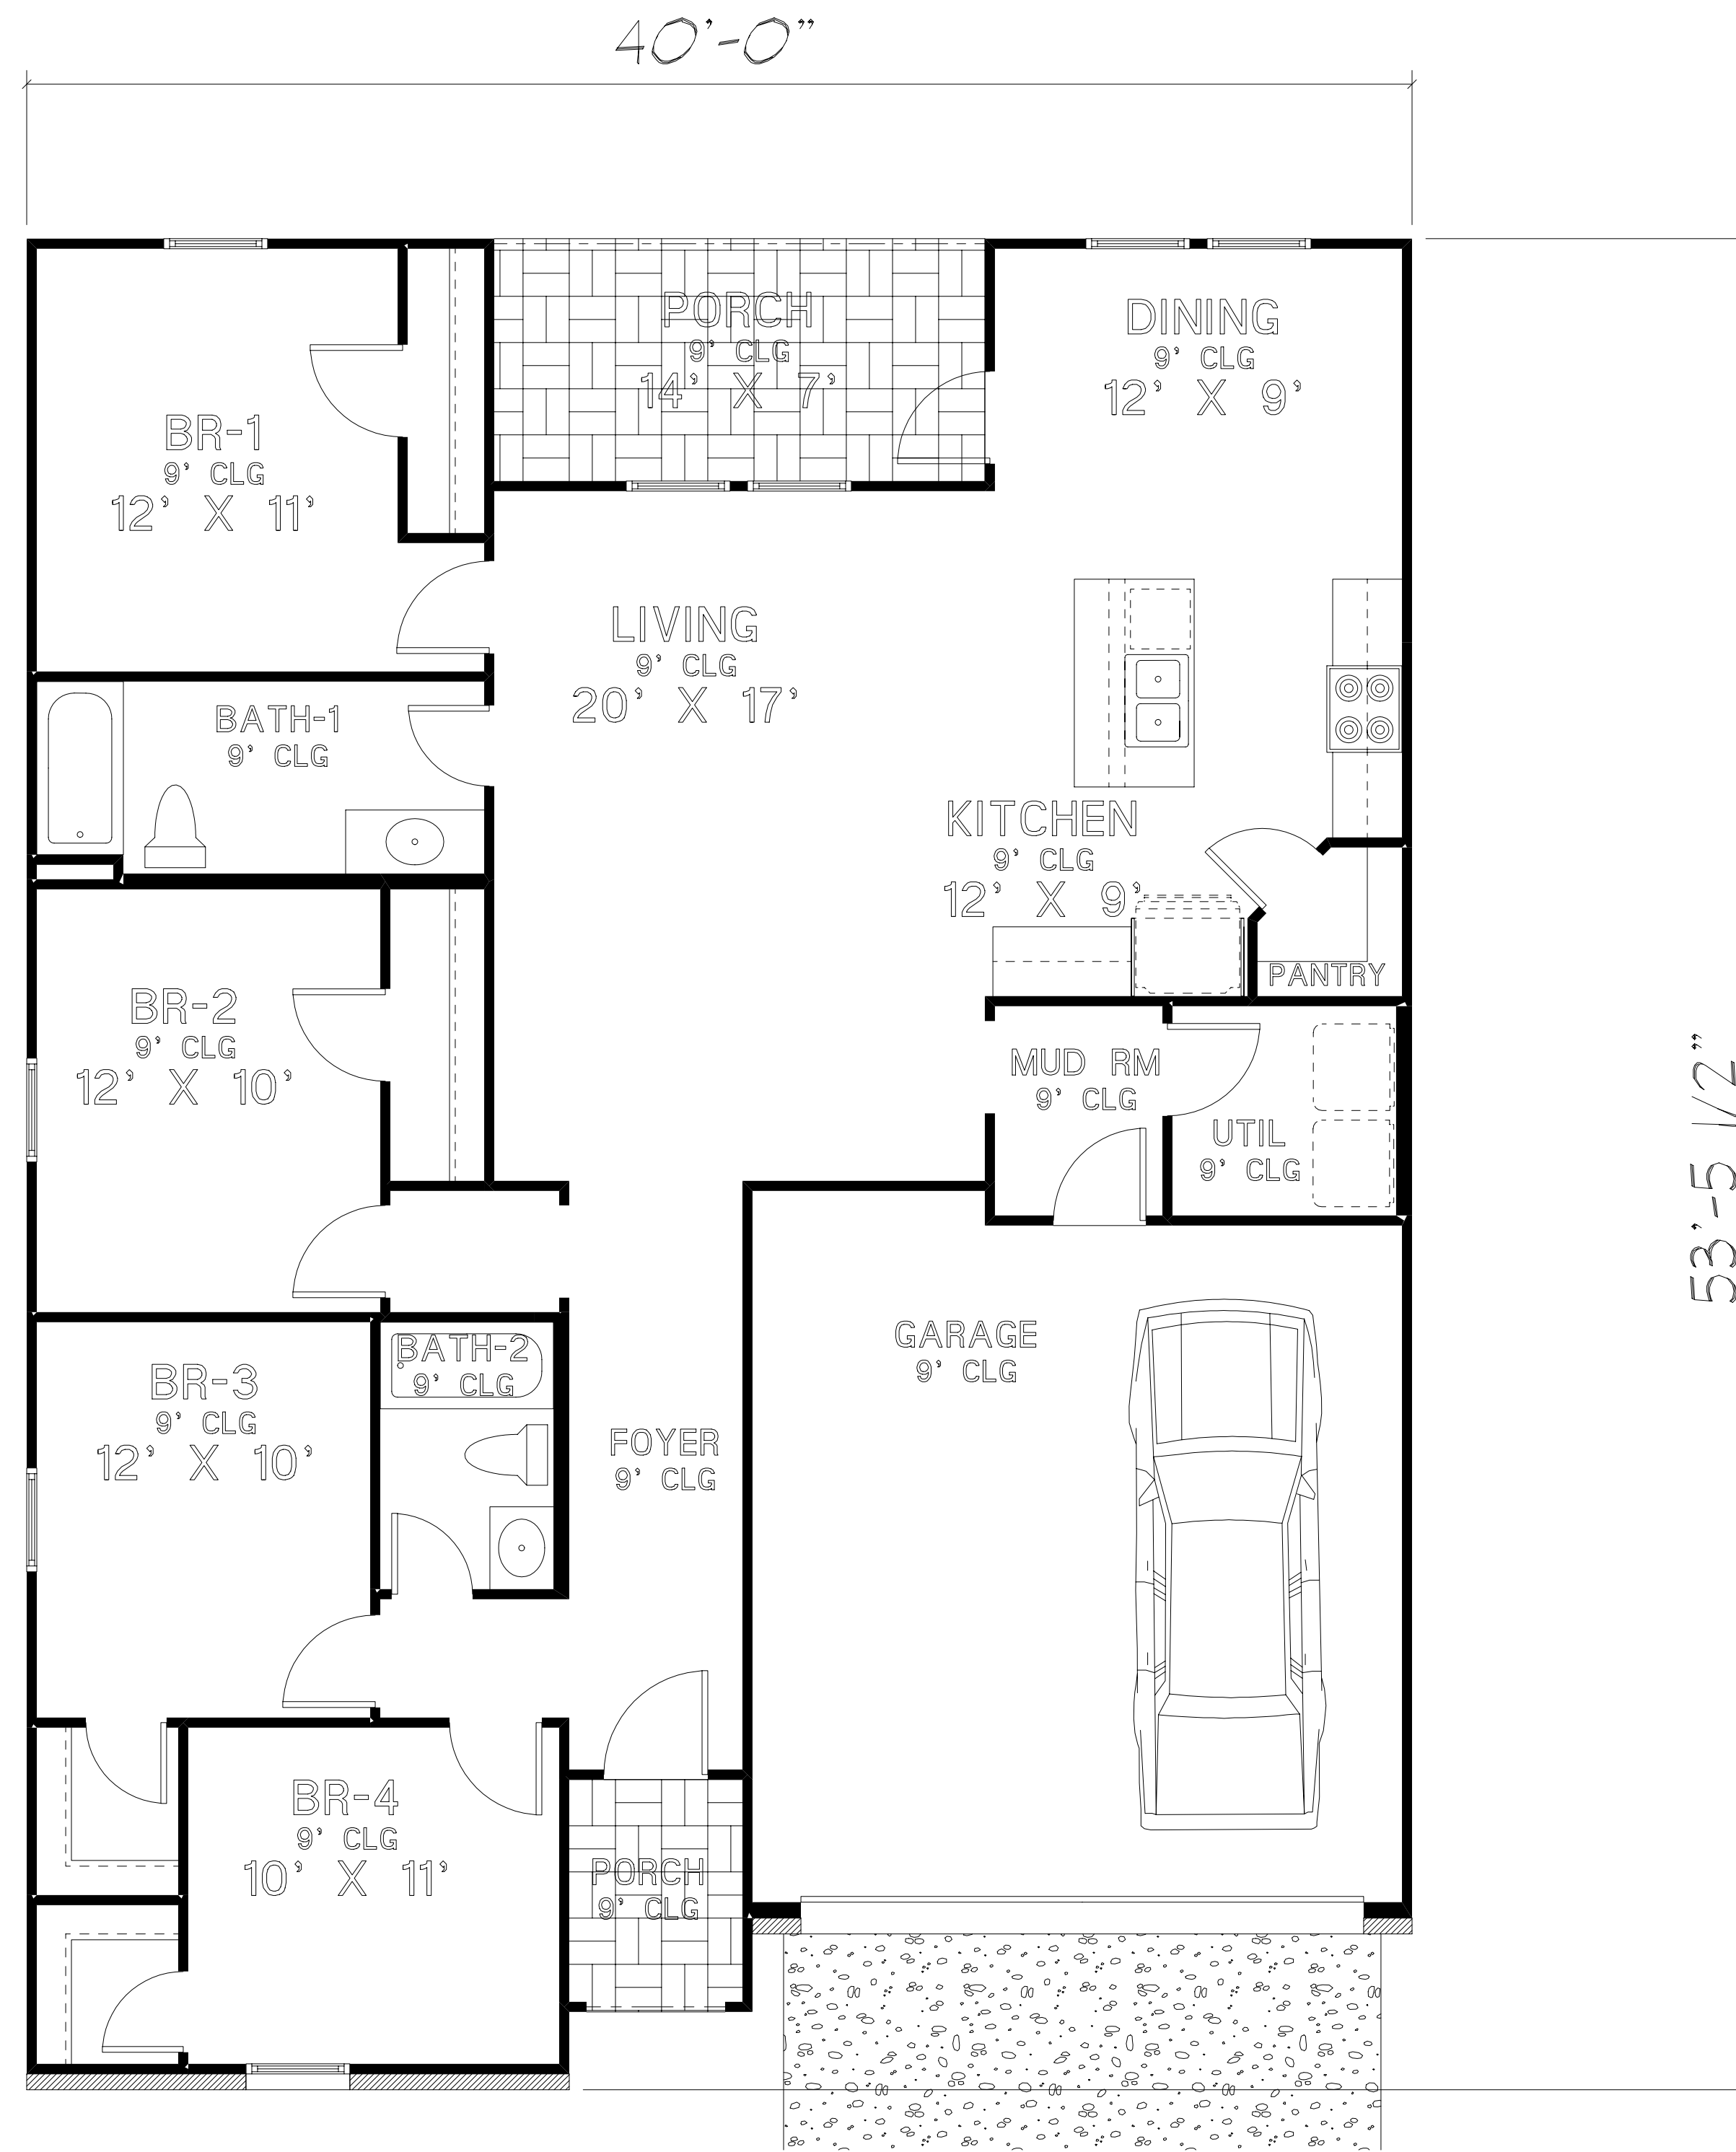 40'-0"
PORCH
9' CLG
14' X 7'
DINING
9' CLG
12' X 9'
BR-1
9' CLG
12' X 11'
LIVING
9' CLG
20' X 17'
BATH-1
9' CLG
KITCHEN
9' CLG
12' X 9'
PANTRY
BR-2
9' CLG
12' X 10'
MUD RM
9' CLG
UTIL
9' CLG
53'-5 1/2"
BATH-2
9' CLG
GARAGE
9' CLG
BR-3
9' CLG
12' X 10'
FOYER
9' CLG
BR-4
9' CLG
10' X 11'
PORCH
9' CLG